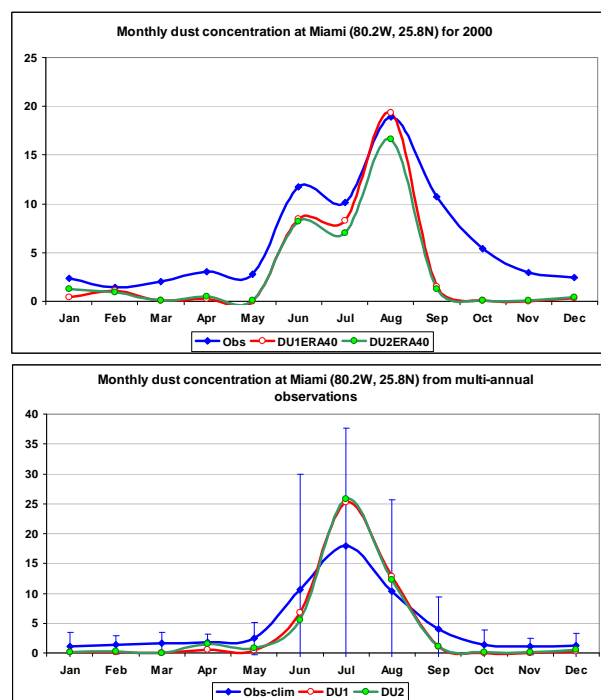 Monthly dust concentration at Miami (80.2W, 25.8N) for 2000
25
20
15
10
5
0
Jan Feb Mar Apr May Jun Jul Aug Sep Oct Nov Dec
Obs DU1ERA40 DU2ERA40
Monthly dust concentration at Miami (80.2W, 25.8N) from multi-annual
observations
40
35
30
25
20
15
10
5
0
Jan Feb Mar Apr May Jun Jul Aug Sep Oct Nov Dec
Obs-clim DU1 DU2